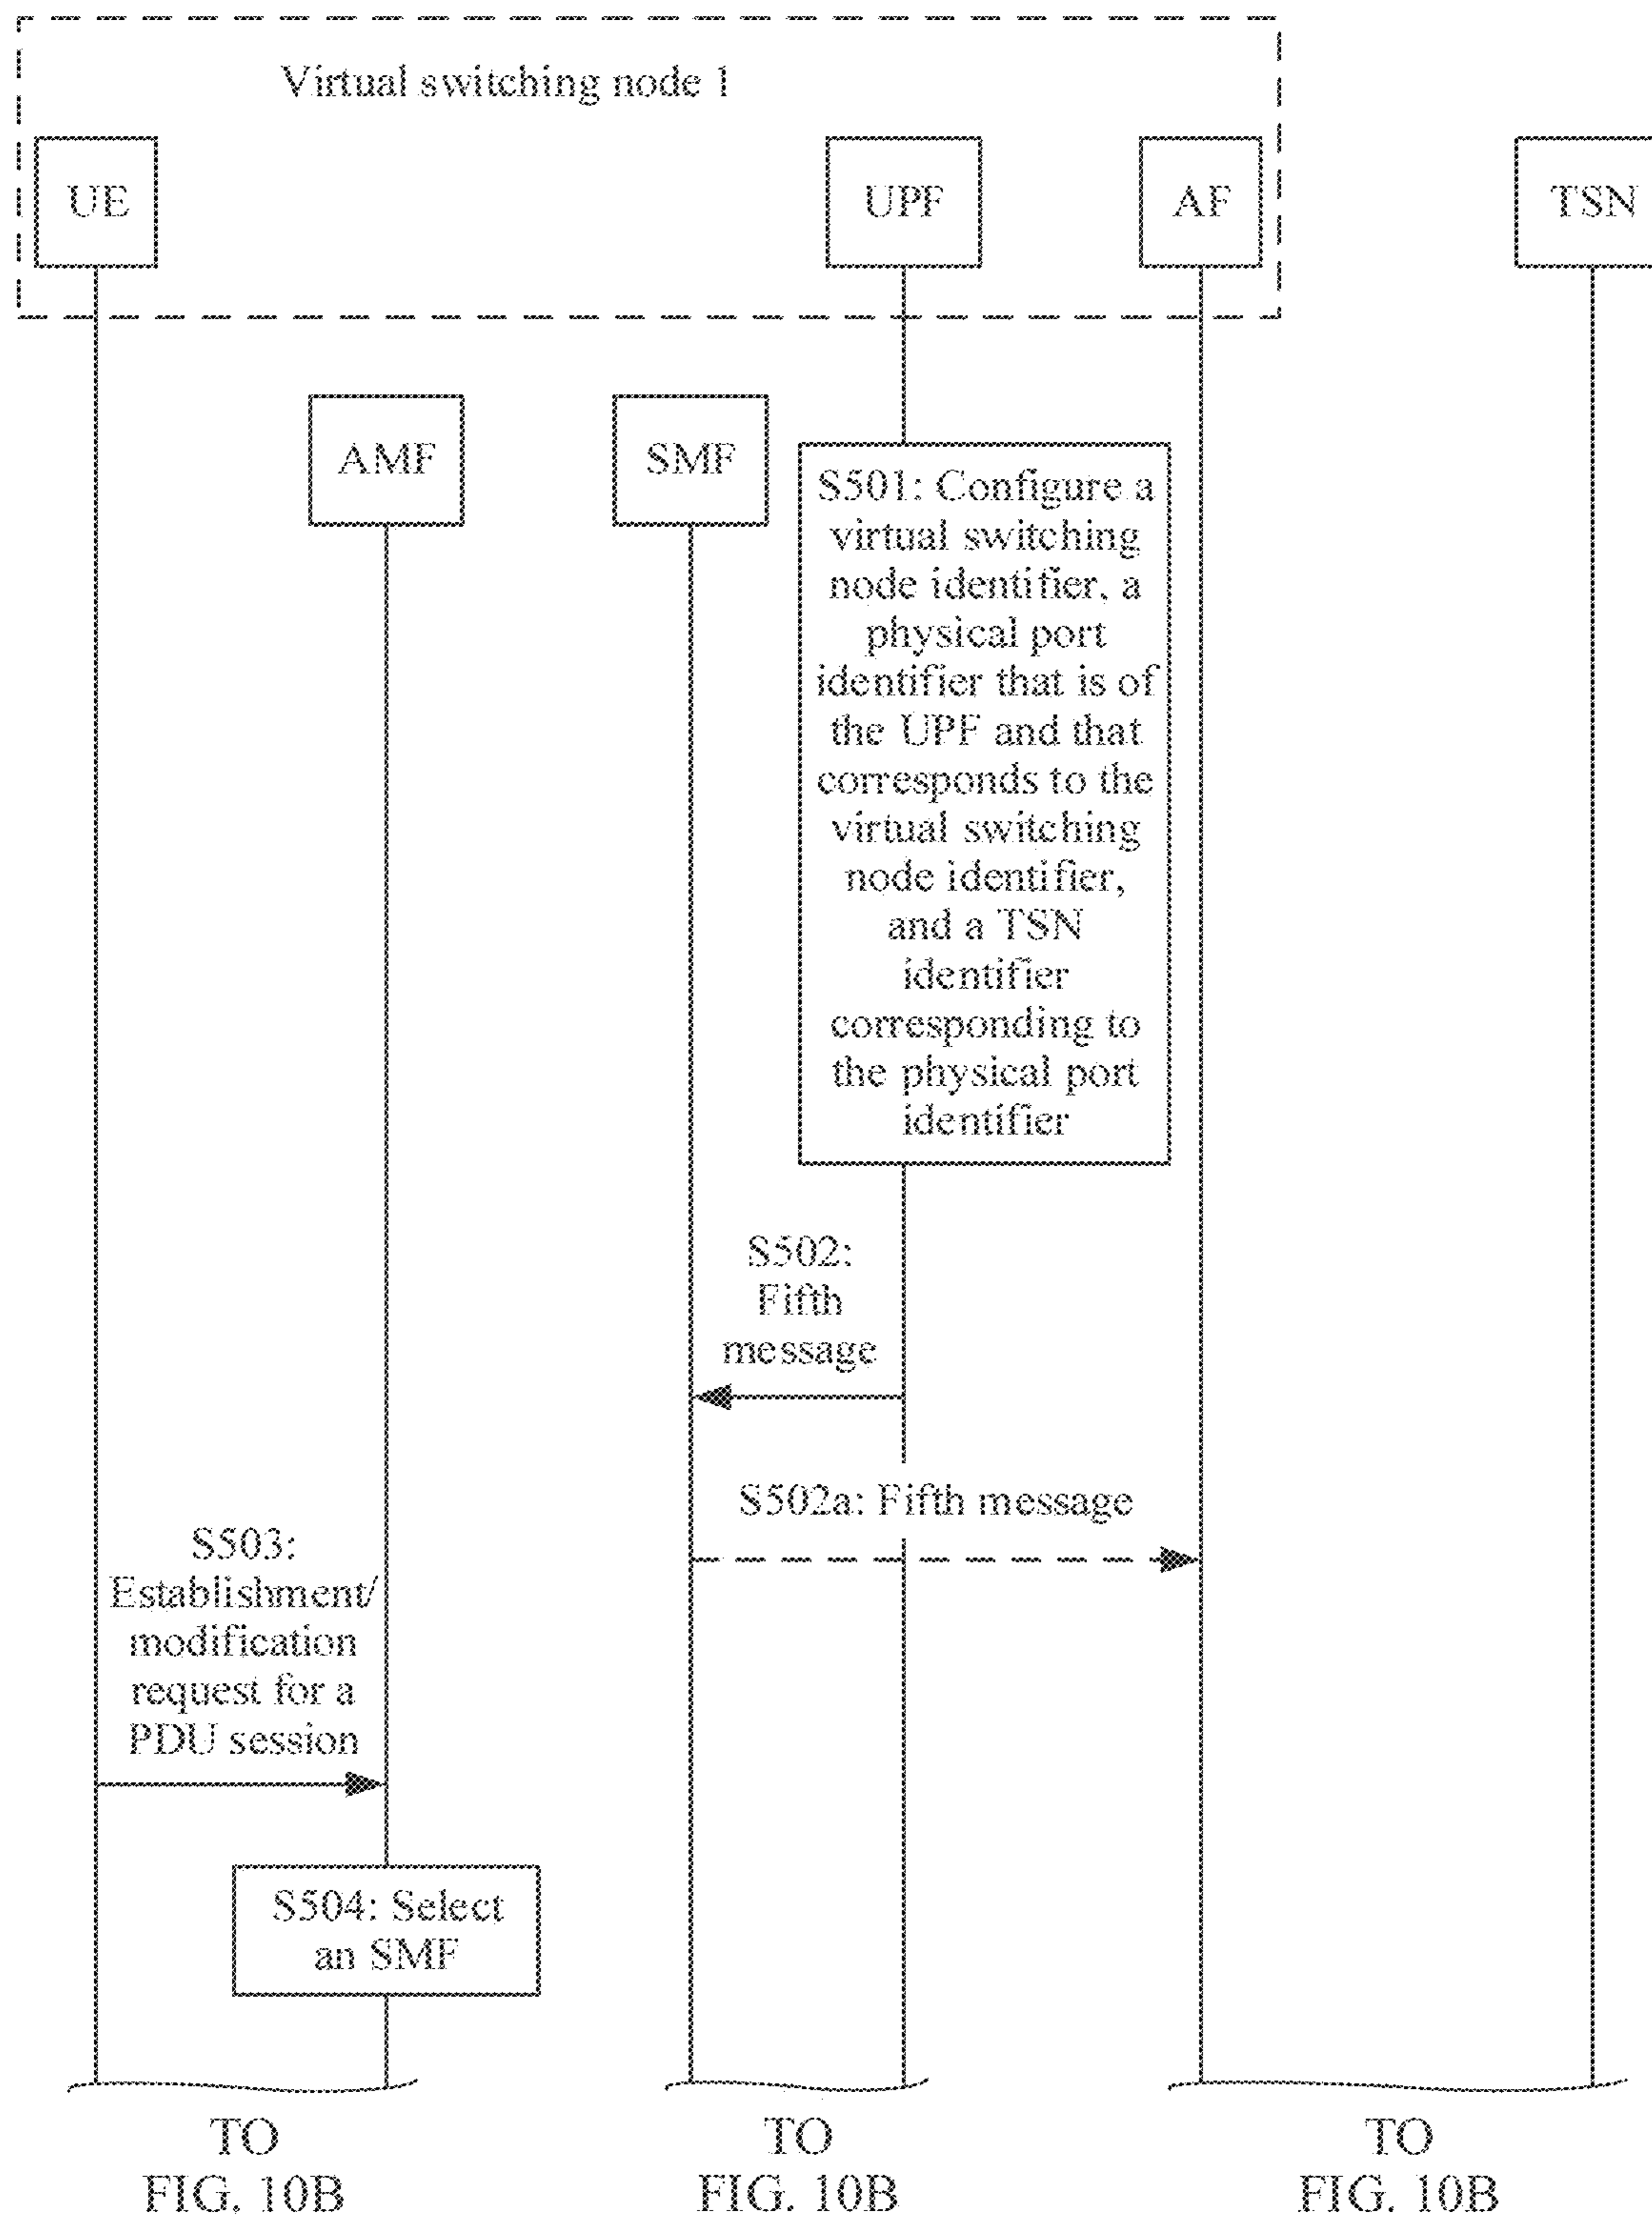 Virtual switching node 1
UE
UPF
AF
TSN
AMF
SMF
S501: Configure a
virtual switching
node identifier, a
physical port
identifier that is of
the UPF and that
corresponds to the
virtual switching
node identifier,
and a TSN
identifier
corresponding to
the physical port
identifier
S502:
Fifth
message
S502a: Fifth message
S503:
Establishment/
modification
request for a
PDU session
S504: Select
an SMF
TO
FIG. 10B
TO
FIG. 10B
TO
FIG. 10B